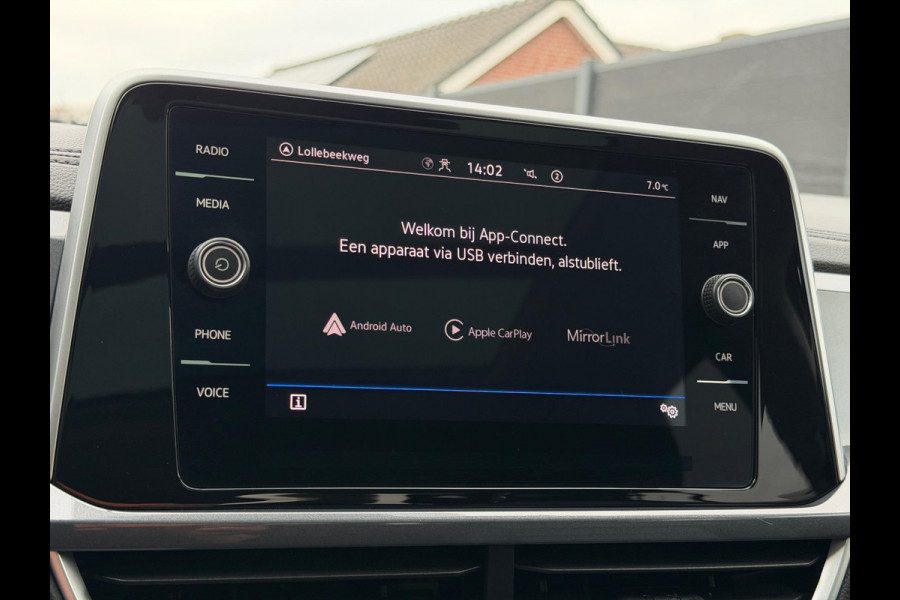 RADIO
MEDIA
PHONE
VOICE
Lollebeekweg
14:02
2
7.0°C
Welkom bij App-Connect.
Een apparaat via USB verbinden, alstublieft.
Android Auto
Apple CarPlay
MirrorLink
i
NAV
APP
CAR
MENU